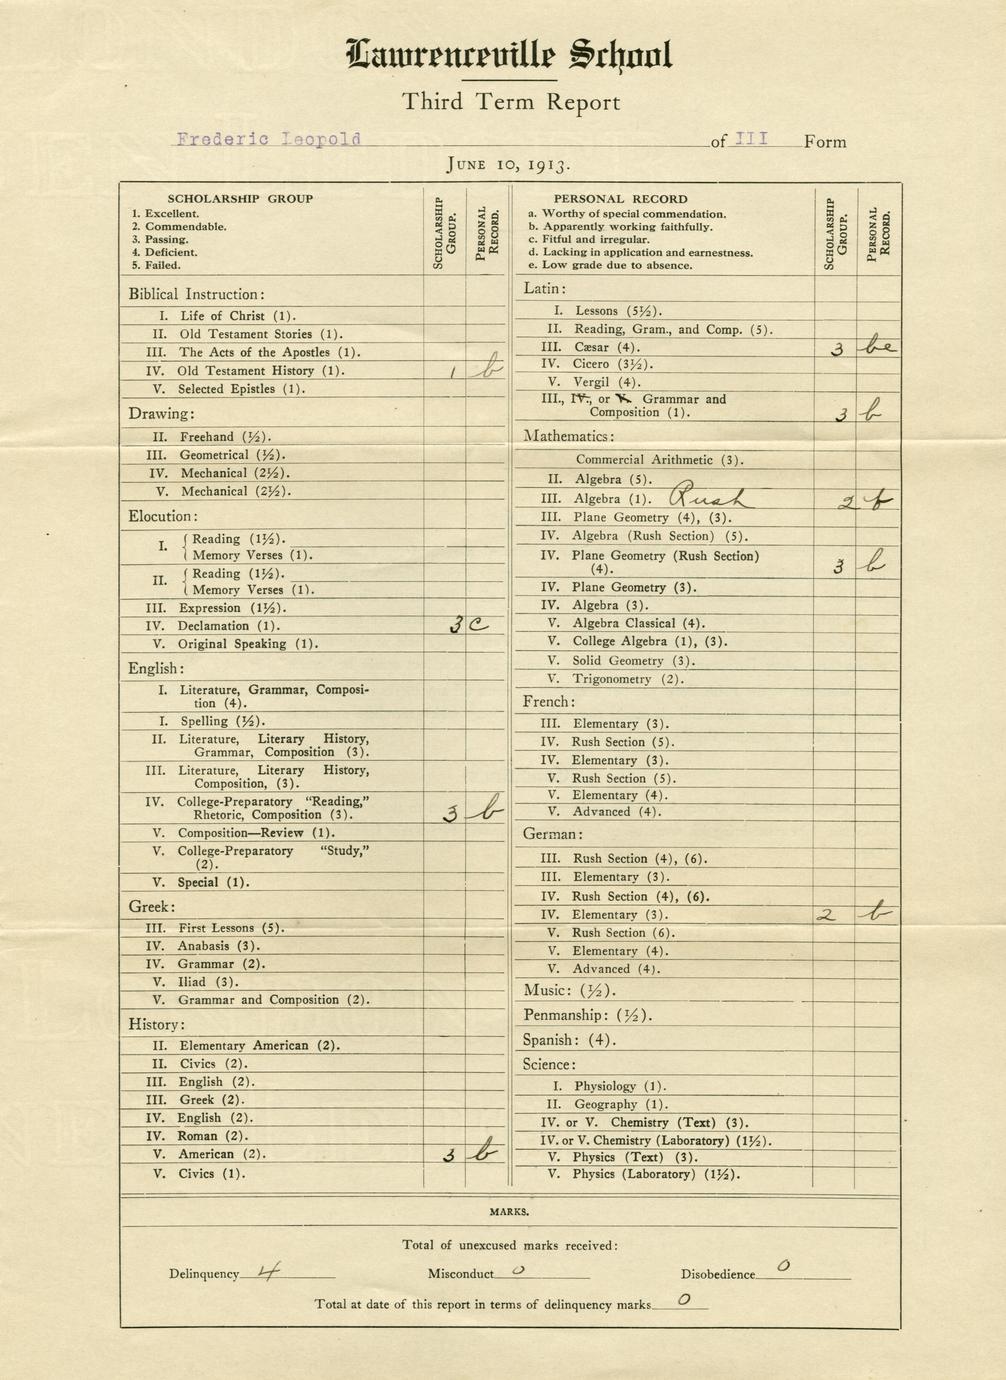 Lawrenceville School
Third Term Report
Frederic Leopold of III Form
JUNE 10, 1913.
SCHOLARSHIP GROUP
1. Excellent.
2. Commendable.
3. Passing.
4. Deficient.
5. Failed.
SCHOLARSHIP GROUP.
PERSONAL RECORD.
Biblical Instruction:
I. Life of Christ (1).
II. Old Testament Stories (1).
III. The Acts of the Apostles (1).
IV. Old Testament History (1). 1 b
V. Selected Epistles (1).
Drawing:
II. Freehand (½).
III. Geometrical (½).
IV. Mechanical (2½).
V. Mechanical (2½).
Elocution:
I. { Reading (1½).
Memory Verses (1).
II. { Reading (1½).
Memory Verses (1).
III. Expression (1½).
IV. Declamation (1). 3 c
V. Original Speaking (1).
English:
I. Literature, Grammar, Composi-
tion (4).
I. Spelling (½).
II. Literature, Literary History,
Grammar, Composition (3).
III. Literature, Literary History,
Composition, (3).
IV. College-Preparatory "Reading,"
Rhetoric, Composition (3). 3 b
V. Composition—Review (1).
V. College-Preparatory "Study,"
(2).
V. Special (1).
Greek:
III. First Lessons (5).
IV. Anabasis (3).
IV. Grammar (2).
V. Iliad (3).
V. Grammar and Composition (2).
History:
II. Elementary American (2).
II. Civics (2).
III. English (2).
III. Greek (2).
IV. English (2).
IV. Roman (2).
V. American (2). 3 b
V. Civics (1).
PERSONAL RECORD
a. Worthy of special commendation.
b. Apparently working faithfully.
c. Fitful and irregular.
d. Lacking in application and earnestness.
e. Low grade due to absence.
SCHOLARSHIP GROUP.
PERSONAL RECORD.
Latin:
I. Lessons (5½).
II. Reading, Gram., and Comp. (5).
III. Cæsar (4). 3 be
IV. Cicero (3½).
V. Vergil (4).
III., IV., or V. Grammar and
Composition (1). 3 b
Mathematics:
Commercial Arithmetic (3).
II. Algebra (5).
III. Algebra (1). Rush 2 b
III. Plane Geometry (4), (3).
IV. Algebra (Rush Section) (5).
IV. Plane Geometry (Rush Section)
(4). 3 b
IV. Plane Geometry (3).
IV. Algebra (3).
V. Algebra Classical (4).
V. College Algebra (1), (3).
V. Solid Geometry (3).
V. Trigonometry (2).
French:
III. Elementary (3).
IV. Rush Section (5).
IV. Elementary (3).
V. Rush Section (5).
V. Elementary (4).
V. Advanced (4).
German:
III. Rush Section (4), (6).
III. Elementary (3).
IV. Rush Section (4), (6).
IV. Elementary (3). 2 b
V. Rush Section (6).
V. Elementary (4).
V. Advanced (4).
Music: (½).
Penmanship: (½).
Spanish: (4).
Science:
I. Physiology (1).
II. Geography (1).
IV. or V. Chemistry (Text) (3).
IV. or V. Chemistry (Laboratory) (1½).
V. Physics (Text) (3).
V. Physics (Laboratory) (1½).
MARKS.
Total of unexcused marks received:
Delinquency 4 Misconduct 0 Disobedience 0
Total at date of this report in terms of delinquency marks 0